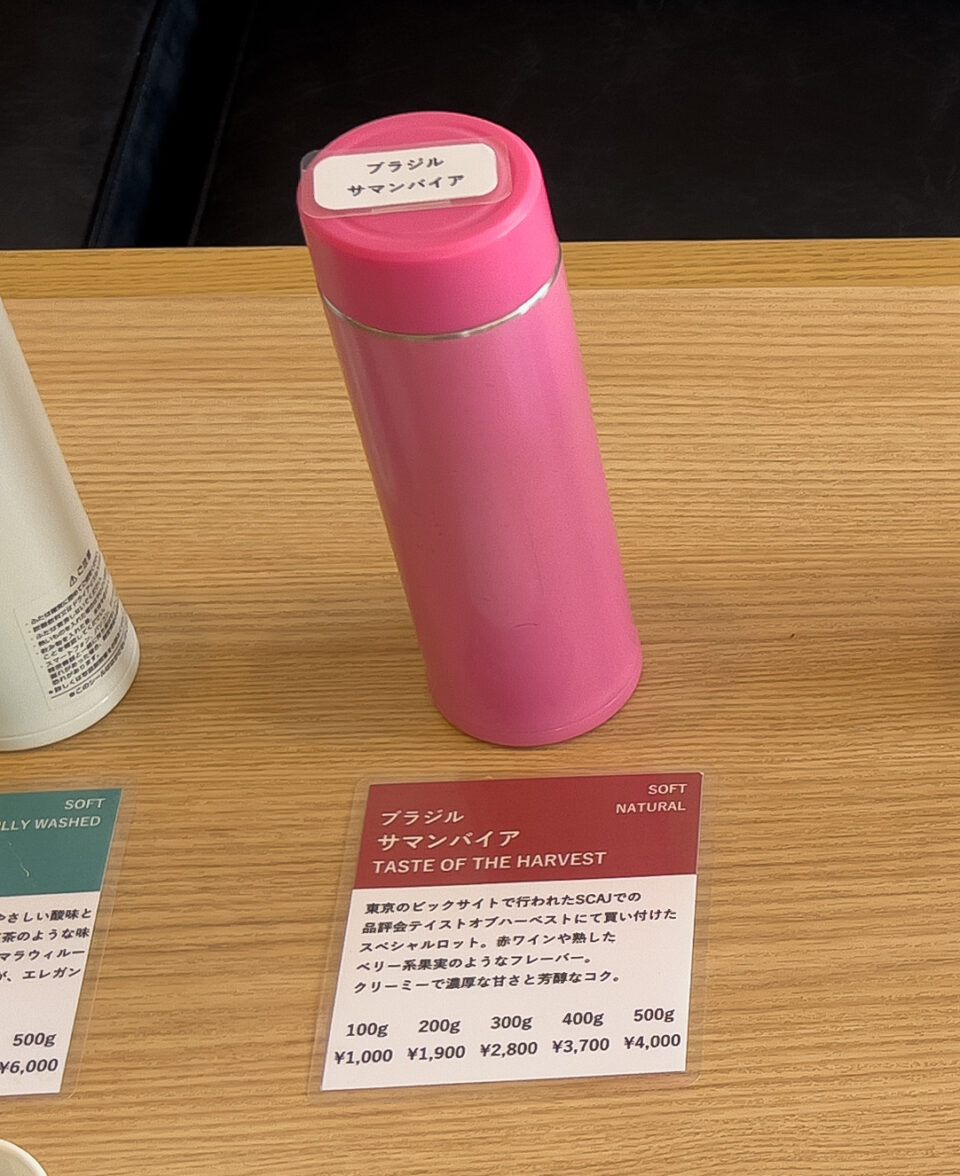 ブラジル
サマンバイア
⚠ご注意
SOFT
LLY WASHED
やさしい酸味と
茶のような味
マラウィルー
が、エレガン
500g
¥6,000
SOFT
NATURAL
ブラジル
サマンバイア
TASTE OF THE HARVEST
東京のビックサイトで行われたSCAJでの
品評会テイストオブハーベストにて買い付けた
スペシャルロット。赤ワインや熟した
ベリー系果実のようなフレーバー。
クリーミーで濃厚な甘さと芳醇なコク。
100g 200g 300g 400g 500g
¥1,000 ¥1,900 ¥2,800 ¥3,700 ¥4,000